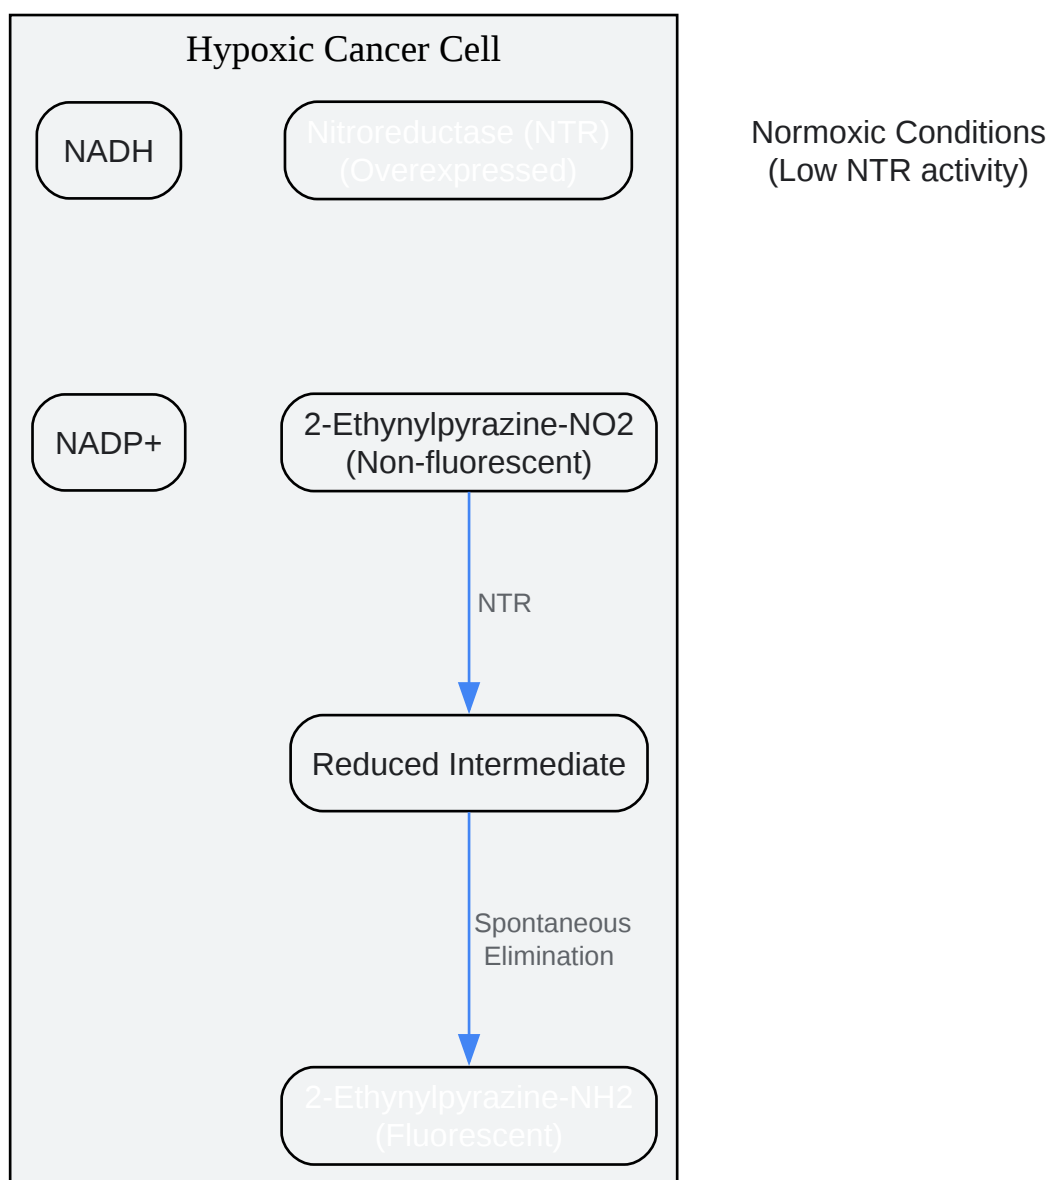 Hypoxic Cancer Cell
NADH
Nitroreductase (NTR)
(Overexpressed)
Normoxic Conditions
(Low NTR activity)
NADP+
2-Ethynylpyrazine-NO2
(Non-fluorescent)
NTR
Reduced Intermediate
Spontaneous
Elimination
2-Ethynylpyrazine-NH2
(Fluorescent)